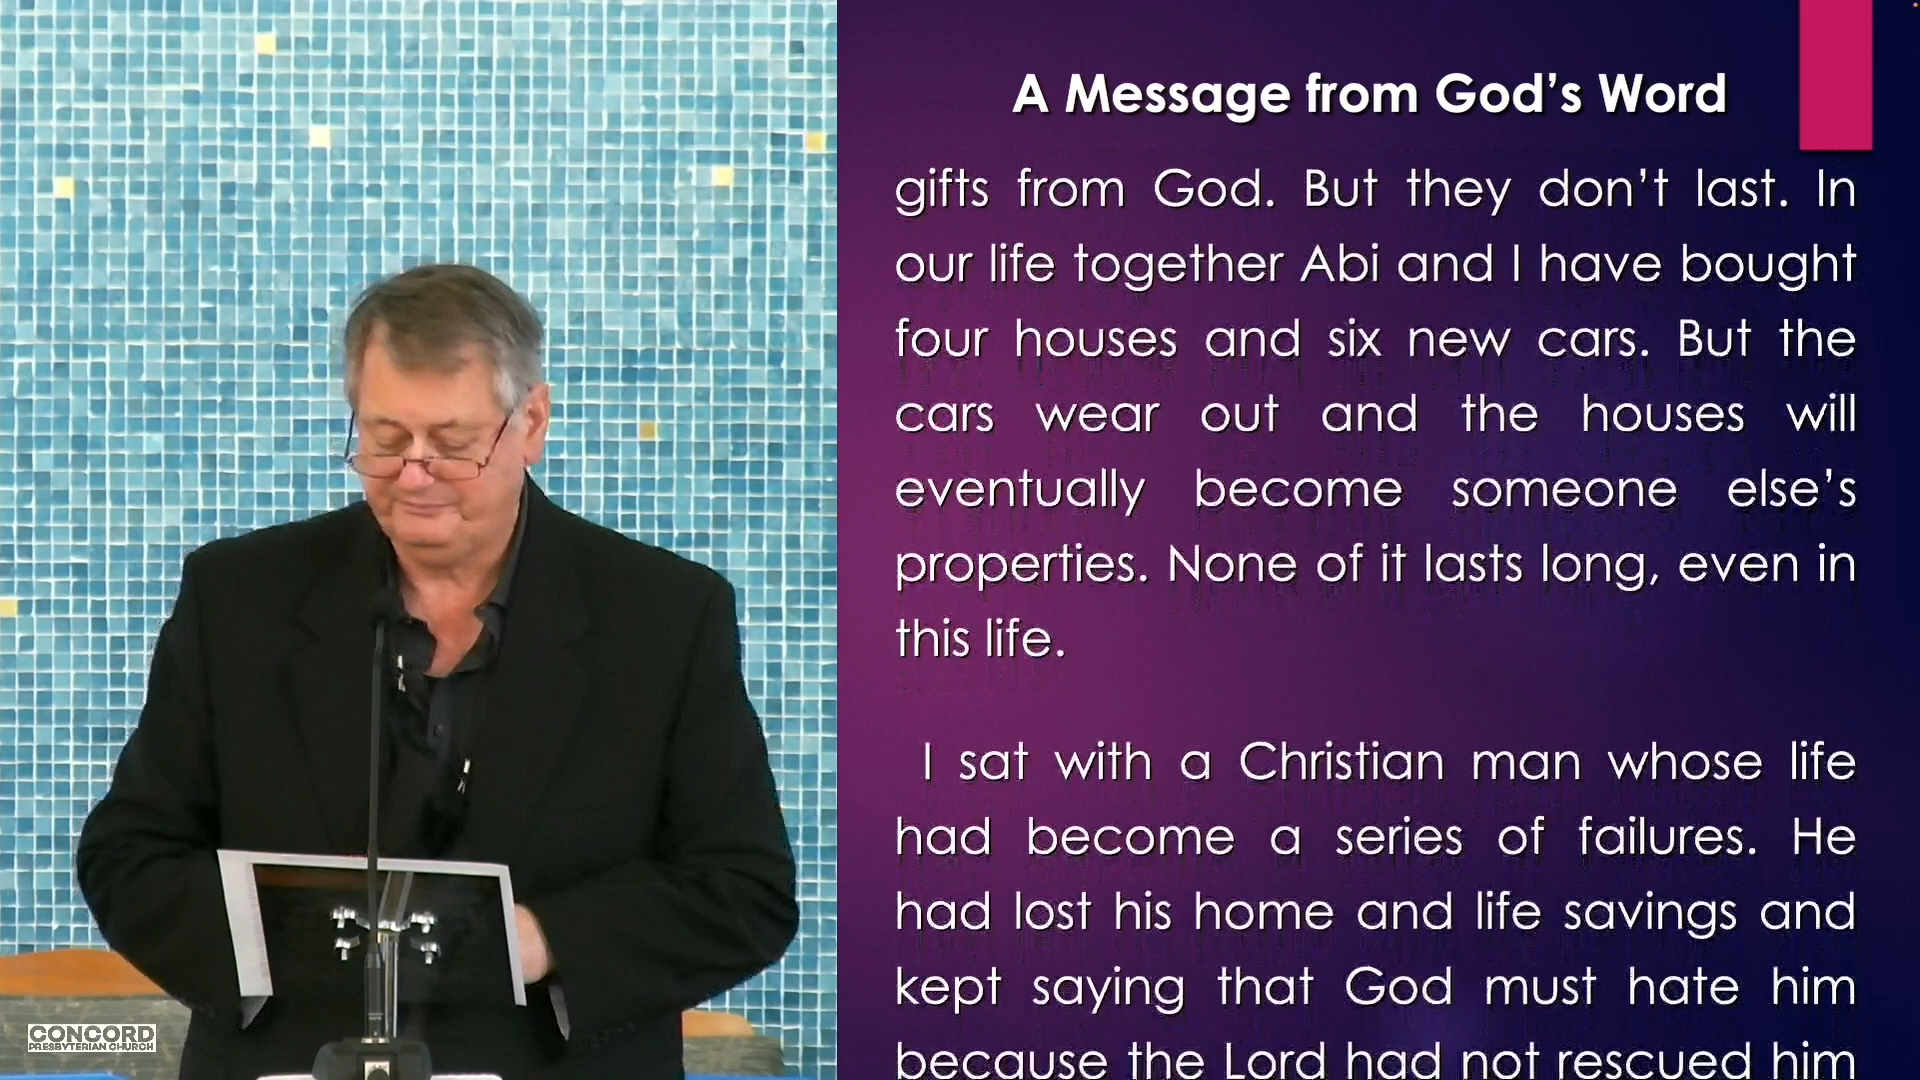 A Message from God’s Word
gifts from God. But they don’t last. In
our life together Abi and I have bought
four houses and six new cars. But the
cars wear out and the houses will
eventually become someone else’s
properties. None of it lasts long, even in
this life.
I sat with a Christian man whose life
had become a series of failures. He
had lost his home and life savings and
kept saying that God must hate him
because the Lord had not rescued him
CONCORD
PRESBYTERIAN CHURCH